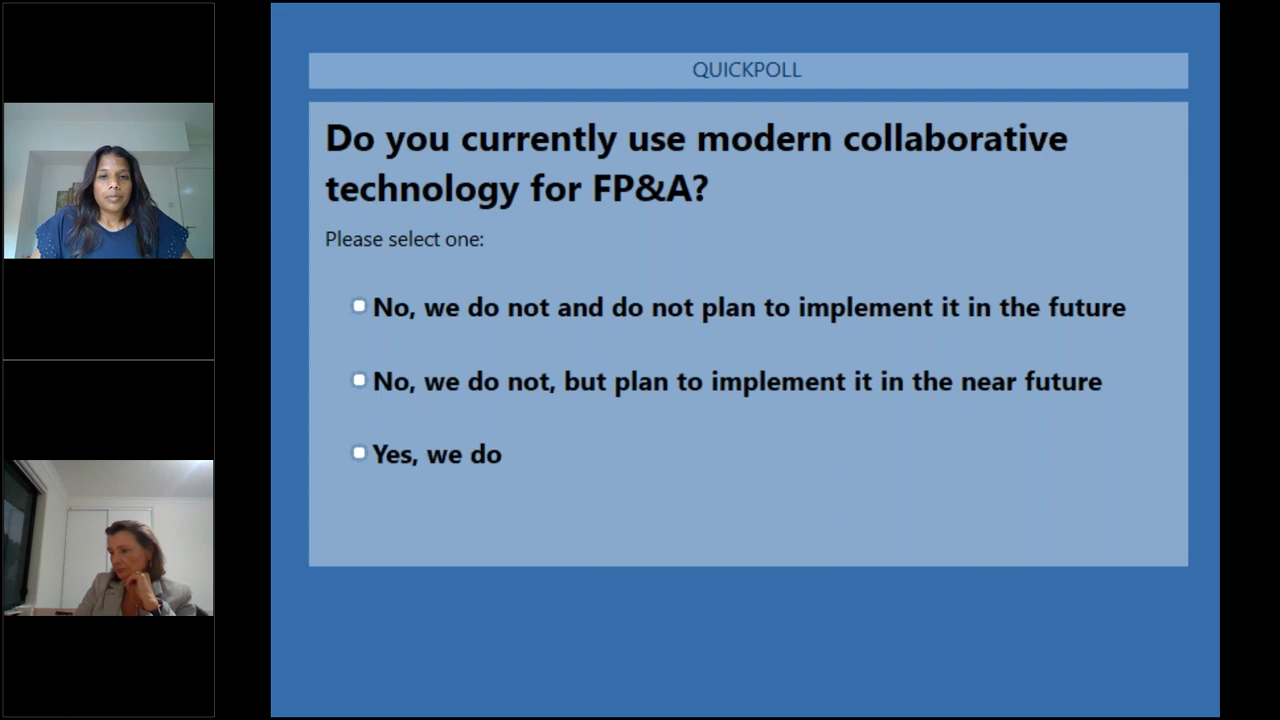 QUICKPOLL
Do you currently use modern collaborative
technology for FP&A?
Please select one:
No, we do not and do not plan to implement it in the future
No, we do not, but plan to implement it in the near future
Yes, we do